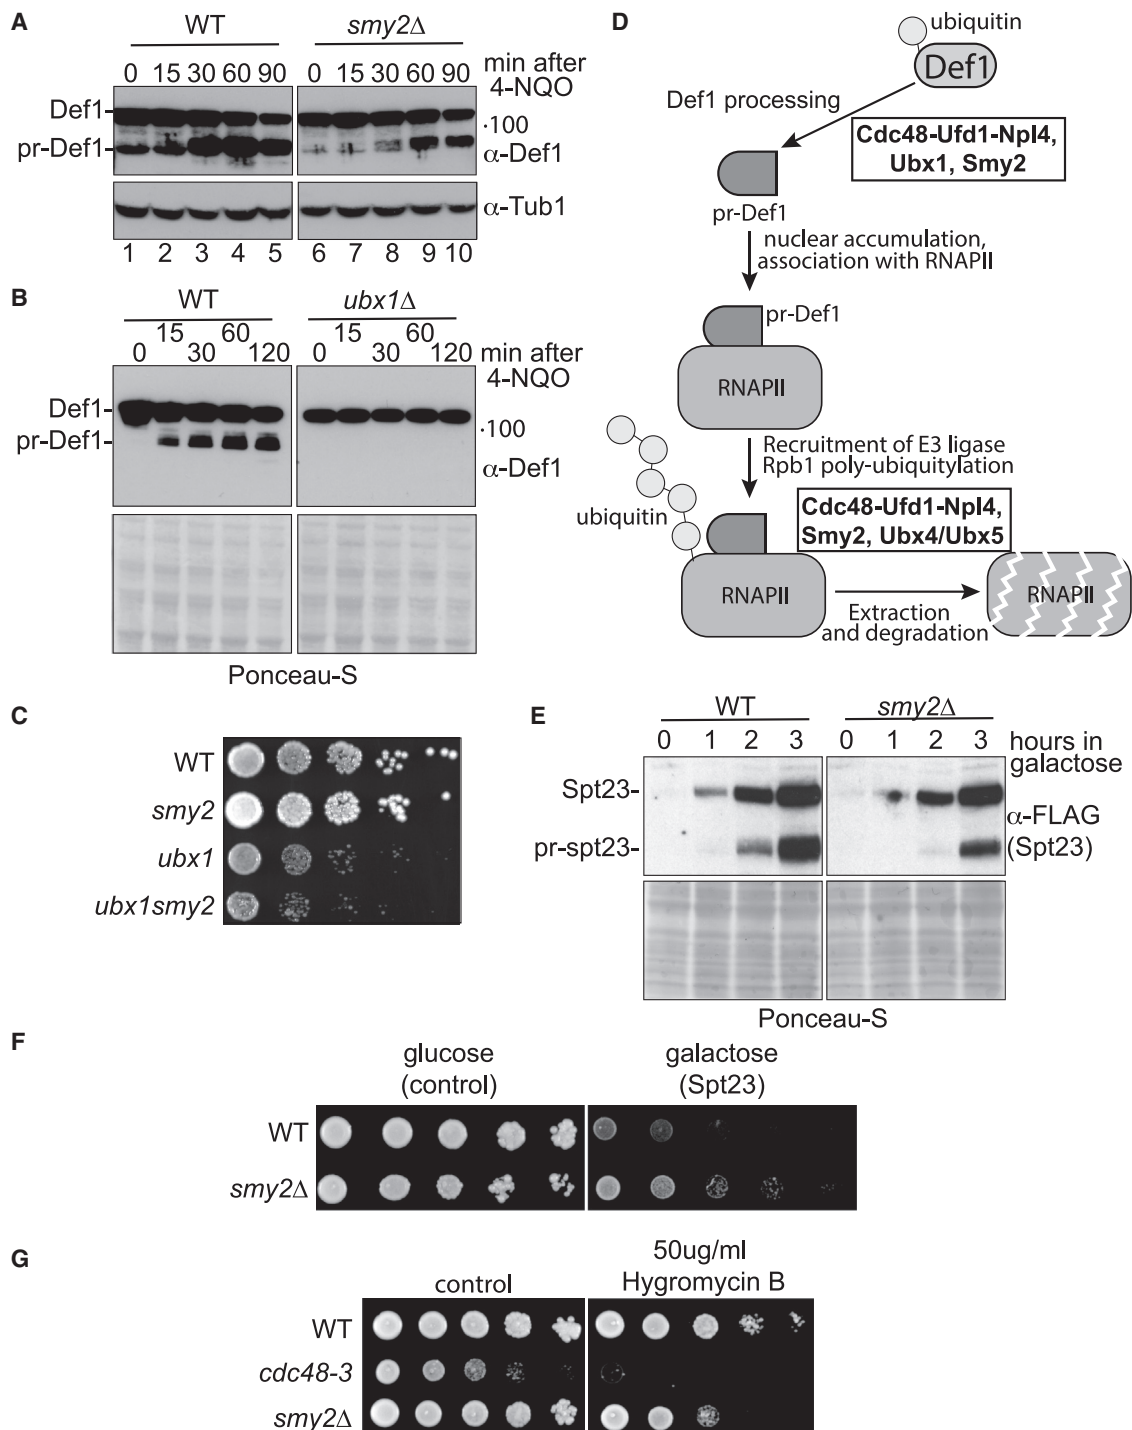 A
WT
smy2Δ
0 15 30 60 90
0 15 30 60 90
min after
4-NQO
Def1
pr-Def1
·100
α-Def1
α-Tub1
1 2 3 4 5
6 7 8 9 10
B
WT
ubx1Δ
15 60
0 30 120
15 60
0 30 120
min after
4-NQO
Def1
pr-Def1
·100
α-Def1
Ponceau-S
C
WT
smy2
ubx1
ubx1smy2
D
ubiquitin
Def1
Def1 processing
Cdc48-Ufd1-Npl4,
Ubx1, Smy2
pr-Def1
nuclear accumulation,
association with RNAPII
pr-Def1
RNAPII
Recruitment of E3 ligase
Rpb1 poly-ubiquitylation
ubiquitin
Cdc48-Ufd1-Npl4,
Smy2, Ubx4/Ubx5
RNAPII
RNAPII
Extraction
and degradation
E
WT
smy2Δ
0 1 2 3
0 1 2 3
hours in
galactose
Spt23-
pr-spt23-
α-FLAG
(Spt23)
Ponceau-S
F
glucose
(control)
galactose
(Spt23)
WT
smy2Δ
G
control
50ug/ml
Hygromycin B
WT
cdc48-3
smy2Δ